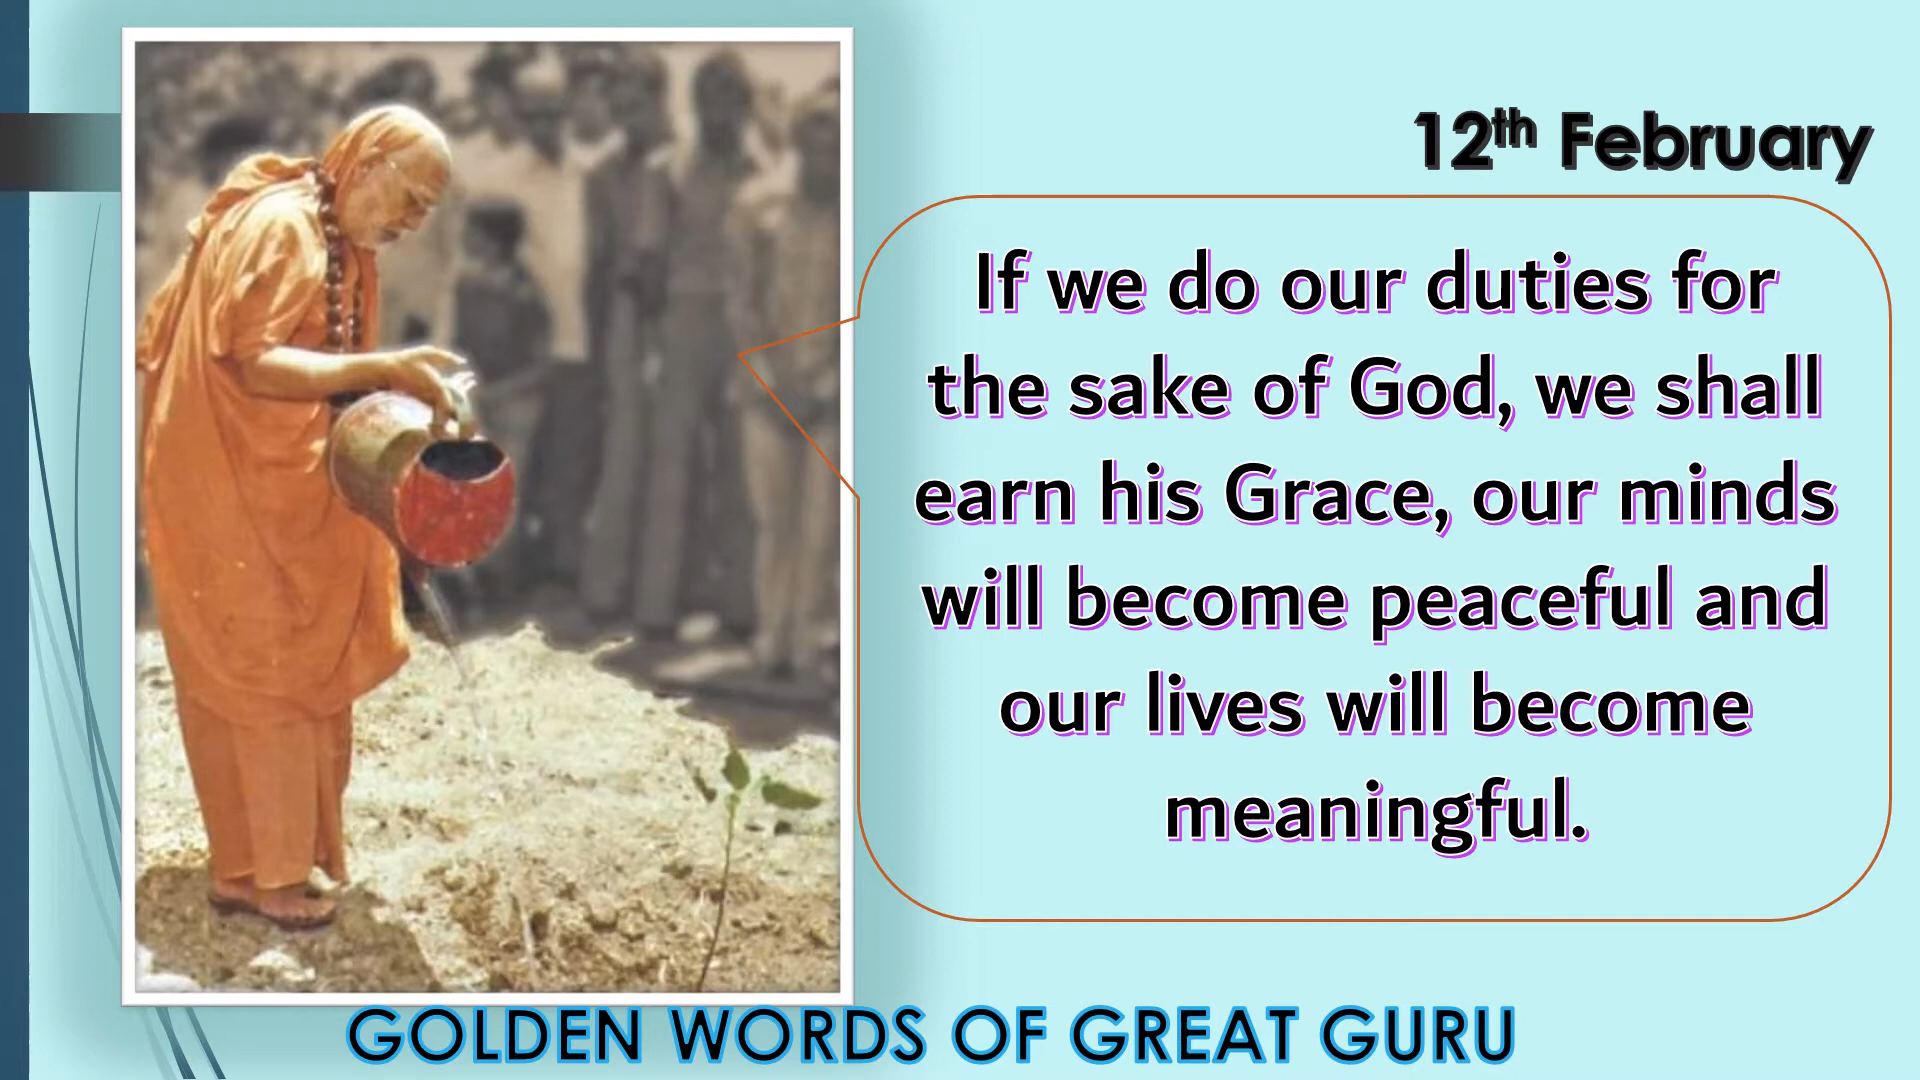 12th February
If we do our duties for
the sake of God, we shall
earn his Grace, our minds
will become peaceful and
our lives will become
meaningful.
GOLDEN WORDS OF GREAT GURU